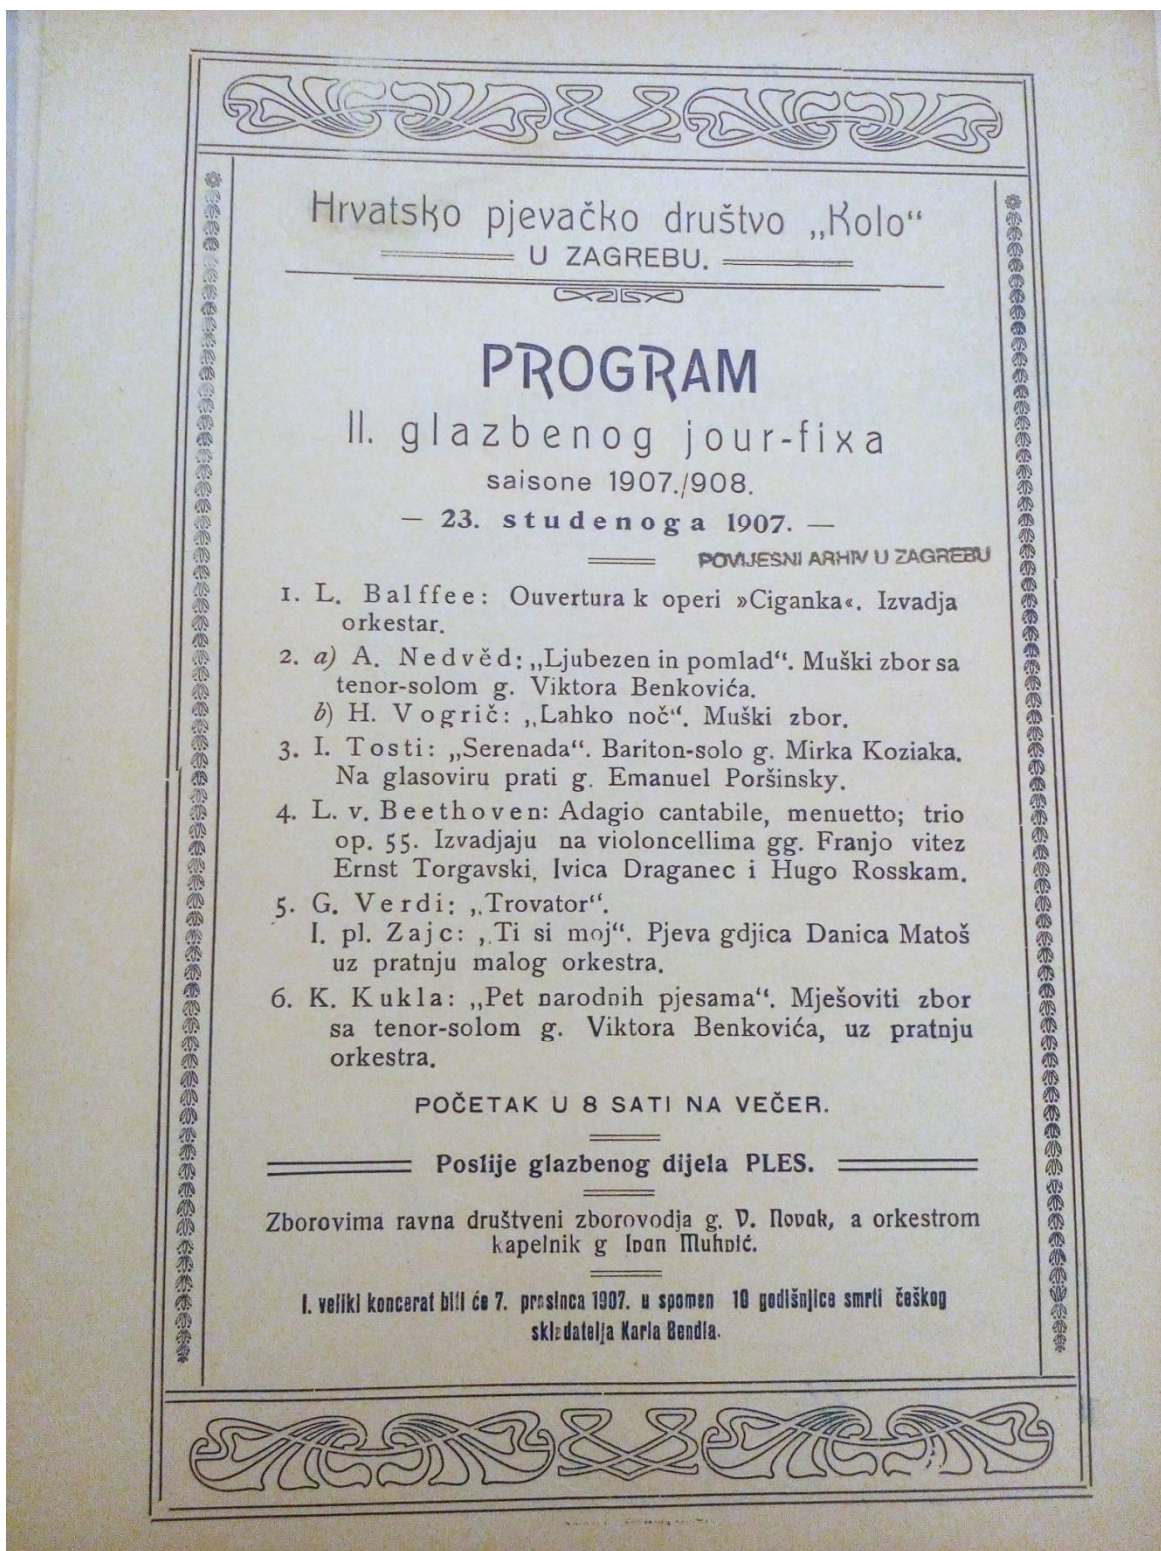 Hrvatsko pjevačko društvo „Kolo“
U ZAGREBU.
PROGRAM
II. glazbenog jour-fixa
saisone 1907./908.
— 23. studenoga 1907. —
POVIJESNI ARHIV U ZAGREBU
1. L. Balffee: Ouvertura k operi »Ciganka«. Izvadja
orkestar.
2. a) A. Nedvěd: „Ljubezen in pomlad“. Muški zbor sa
tenor-solom g. Viktora Benkovića.
b) H. Vogrič: „Lahko noč“. Muški zbor.
3. I. Tosti: „Serenada“. Bariton-solo g. Mirka Koziaka.
Na glasoviru prati g. Emanuel Poršinsky.
4. L. v. Beethoven: Adagio cantabile, menuetto; trio
op. 55. Izvadjaju na violoncellima gg. Franjo vitez
Ernst Torgavski, Ivica Draganec i Hugo Rosskam.
5. G. Verdi: „Trovator“.
I. pl. Zajc: „Ti si moj“. Pjeva gdjica Danica Matoš
uz pratnju malog orkestra.
6. K. Kukla: „Pet narodnih pjesama“. Mješoviti zbor
sa tenor-solom g. Viktora Benkovića, uz pratnju
orkestra.
POČETAK U 8 SATI NA VEČER.
Poslije glazbenog dijela PLES.
Zborovima ravna društveni zborovodja g. V. Novak, a orkestrom
kapelnik g Ivan Muhvić.
I. veliki koncerat biti će 7. prosinca 1907. u spomen 10 godišnjice smrti češkog
skladatelja Karla Bendla.